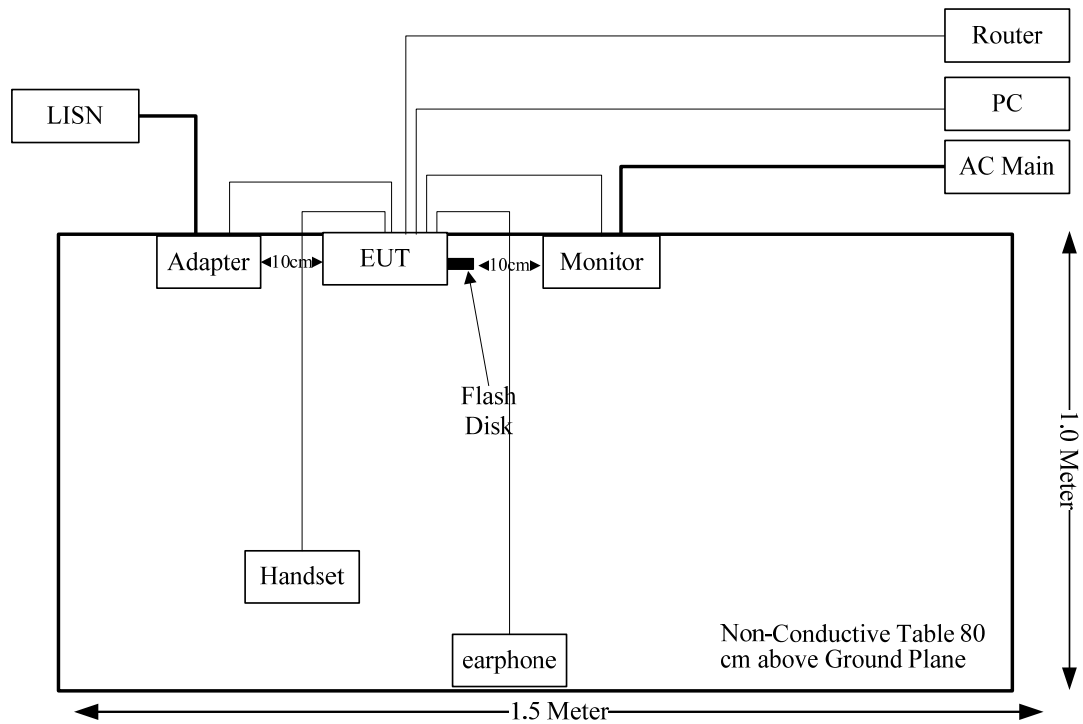 Router
PC
LISN
AC Main
Adapter
10cm
EUT
10cm
Monitor
Flash
Disk
1.0 Meter
Handset
Non-Conductive Table 80
cm above Ground Plane
earphone
1.5 Meter